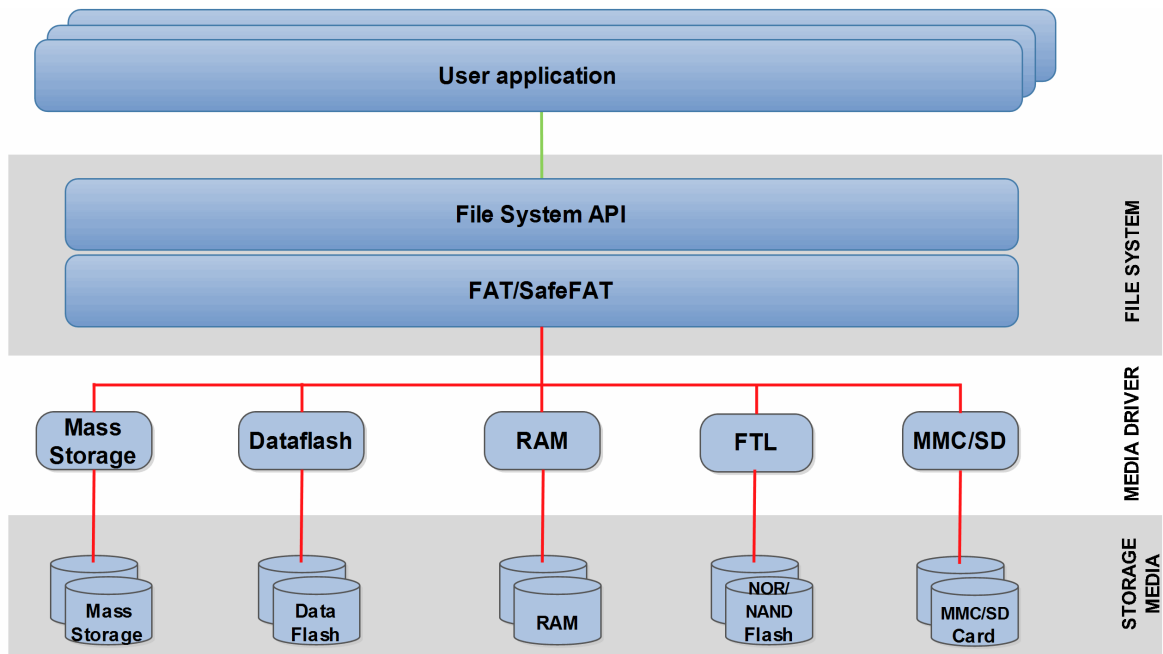 User application
File System API
FAT/SafeFAT
FILE SYSTEM
Mass
Storage
Dataflash
RAM
FTL
MMC/SD
MEDIA DRIVER
Mass
Storage
Data
Flash
RAM
NOR/
NAND
Flash
MMC/SD
Card
STORAGE
MEDIA